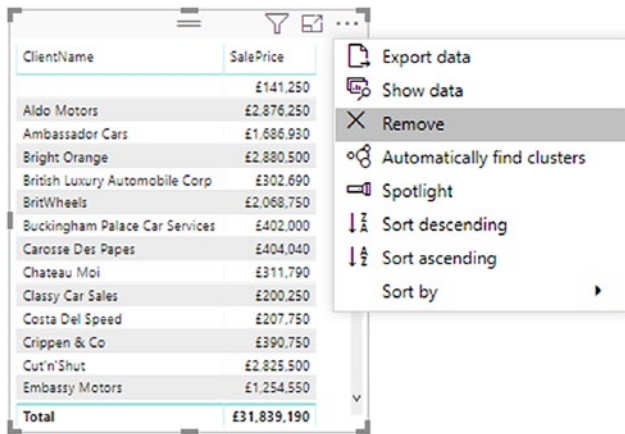 ClientName SalePrice
£141,250
Aldo Motors £2,876,250
Ambassador Cars £1,686,930
Bright Orange £2,880,500
British Luxury Automobile Corp £302,690
BritWheels £2,068,750
Buckingham Palace Car Services £402,000
Carosse Des Papes £404,040
Chateau Moi £311,790
Classy Car Sales £200,250
Costa Del Speed £207,750
Crippen & Co £390,750
Cut'n'Shut £2,825,500
Embassy Motors £1,254,550
Total £31,839,190
Export data
Show data
Remove
Automatically find clusters
Spotlight
Sort descending
Sort ascending
Sort by